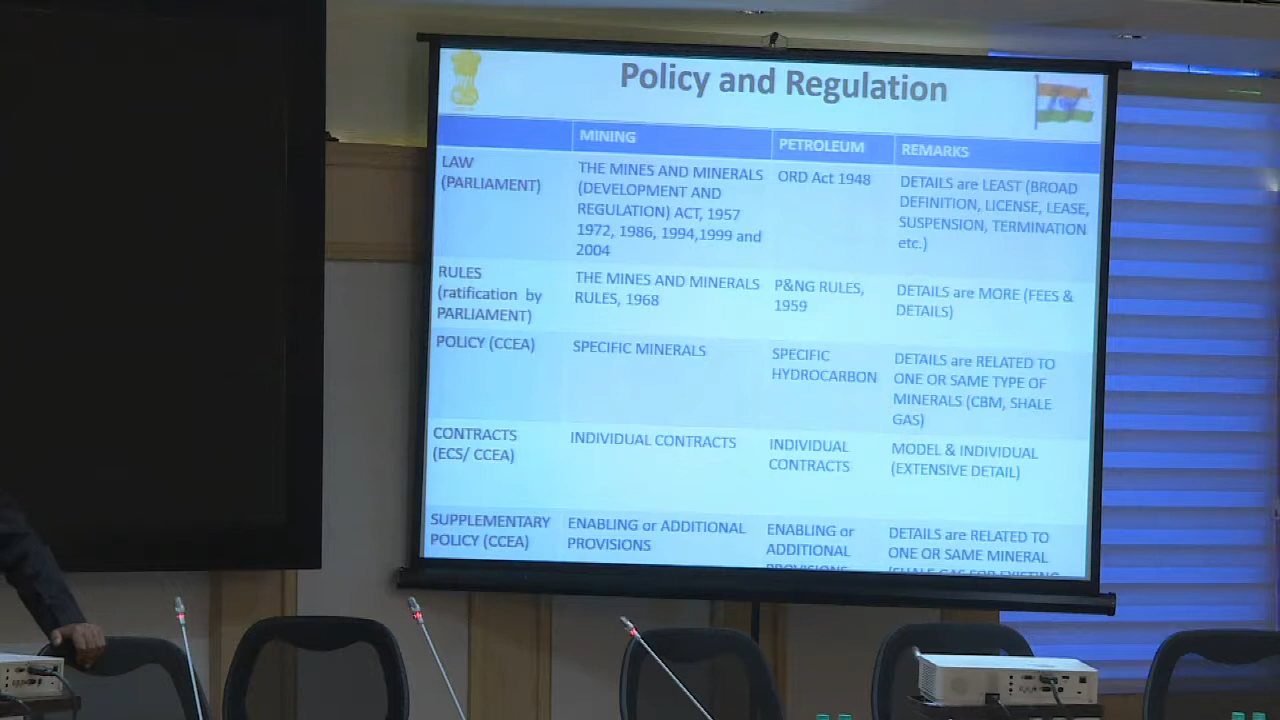 Policy and Regulation
MINING
PETROLEUM
REMARKS
LAW
(PARLIAMENT)
THE MINES AND MINERALS
(DEVELOPMENT AND
REGULATION) ACT, 1957
1972, 1986, 1994,1999 and
2004
ORD Act 1948
DETAILS are LEAST (BROAD
DEFINITION, LICENSE, LEASE,
SUSPENSION, TERMINATION
etc.)
RULES
(ratification by
PARLIAMENT)
THE MINES AND MINERALS
RULES, 1968
P&NG RULES,
1959
DETAILS are MORE (FEES &
DETAILS)
POLICY (CCEA)
SPECIFIC MINERALS
SPECIFIC
HYDROCARBON
DETAILS are RELATED TO
ONE OR SAME TYPE OF
MINERALS (CBM, SHALE
GAS)
CONTRACTS
(ECS/ CCEA)
INDIVIDUAL CONTRACTS
INDIVIDUAL
CONTRACTS
MODEL & INDIVIDUAL
(EXTENSIVE DETAIL)
SUPPLEMENTARY
POLICY (CCEA)
ENABLING or ADDITIONAL
PROVISIONS
ENABLING or
ADDITIONAL
PROVISIONS
DETAILS are RELATED TO
ONE OR SAME MINERAL
(SHALE GAS FOR EXISTING